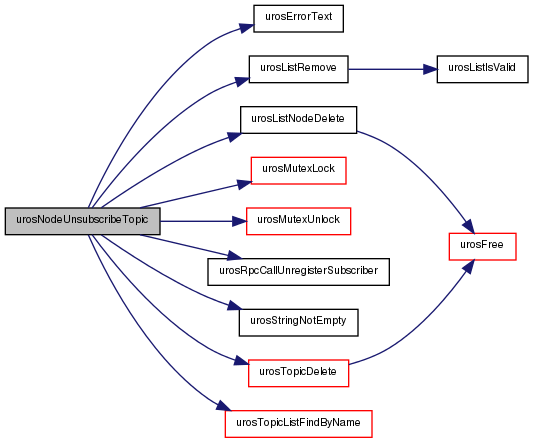 urosErrorText
urosListRemove
urosListIsValid
urosListNodeDelete
urosMutexLock
urosNodeUnsubscribeTopic
urosMutexUnlock
urosFree
urosRpcCallUnregisterSubscriber
urosStringNotEmpty
urosTopicDelete
urosTopicListFindByName